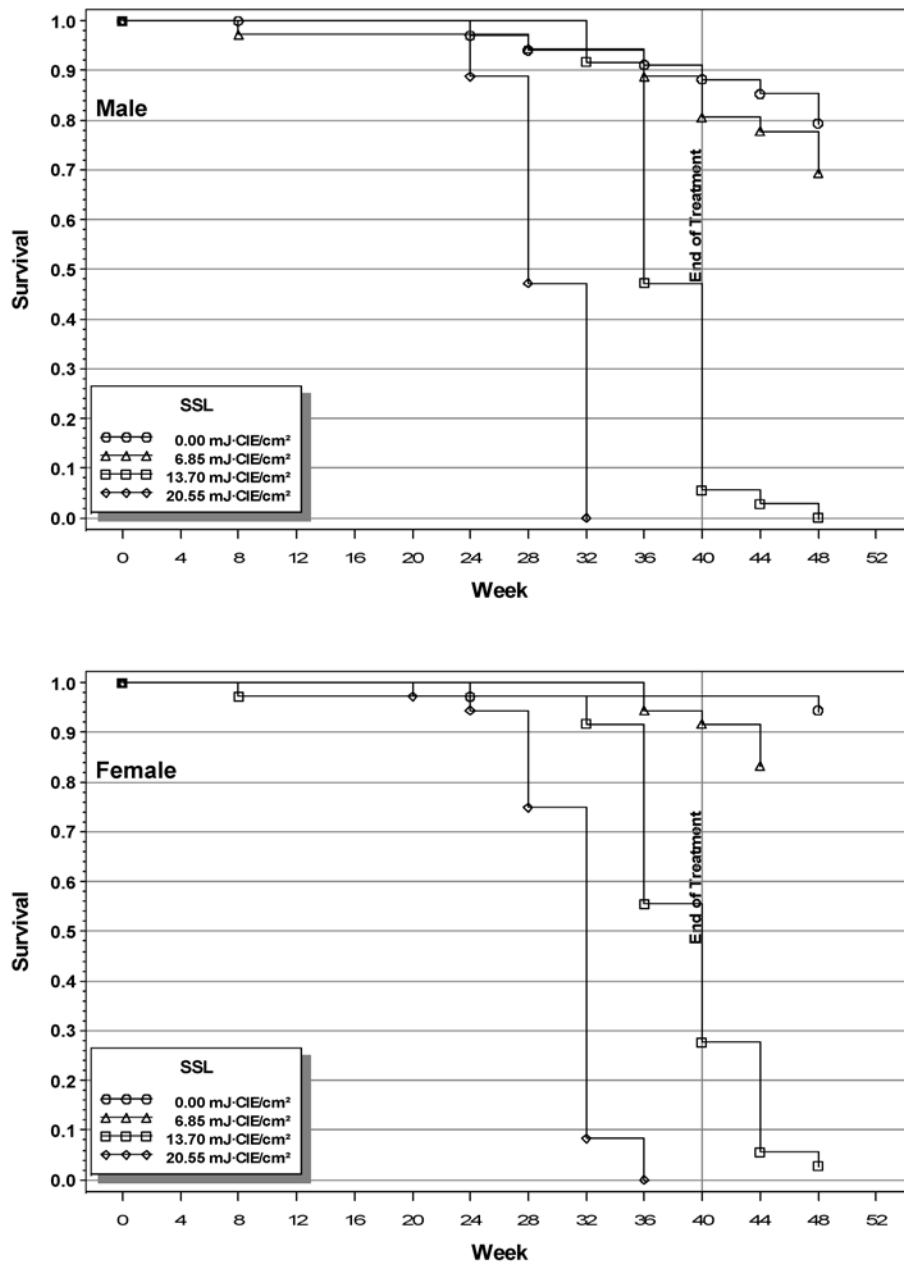 1.0
0.9
Male
0.8
0.7
0.6
End of Treatment
Survival
0.5
0.4
0.3
SSL
0.2
0.00 mJ·CIE/cm²
6.85 mJ·CIE/cm²
0.1
13.70 mJ·CIE/cm²
20.55 mJ·CIE/cm²
0.0
0 4 8 12 16 20 24 28 32 36 40 44 48 52
Week
1.0
0.9
Female
0.8
0.7
0.6
End of Treatment
Survival
0.5
0.4
0.3
SSL
0.2
0.00 mJ·CIE/cm²
6.85 mJ·CIE/cm²
0.1
13.70 mJ·CIE/cm²
20.55 mJ·CIE/cm²
0.0
0 4 8 12 16 20 24 28 32 36 40 44 48 52
Week